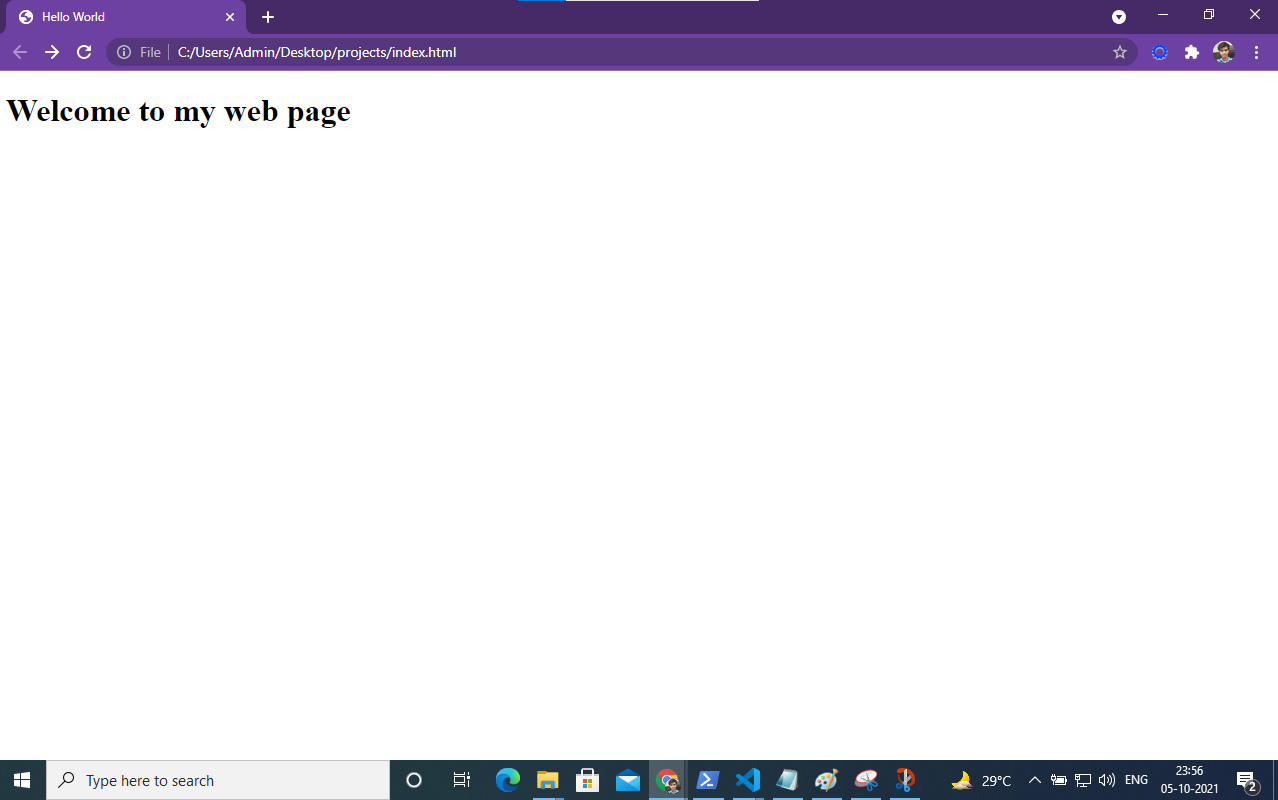 Hello World
File C:/Users/Admin/Desktop/projects/index.html
Welcome to my web page
Type here to search
29°C
ENG
23:56
05-10-2021
2